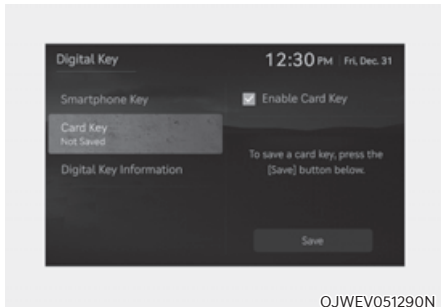 Digital Key
12:30 PM Fri, Dec. 31
Smartphone Key
Enable Card Key
Card Key
Not Saved
To save a card key, press the
[Save] button below.
Digital Key Information
Save
OJWEV051290N